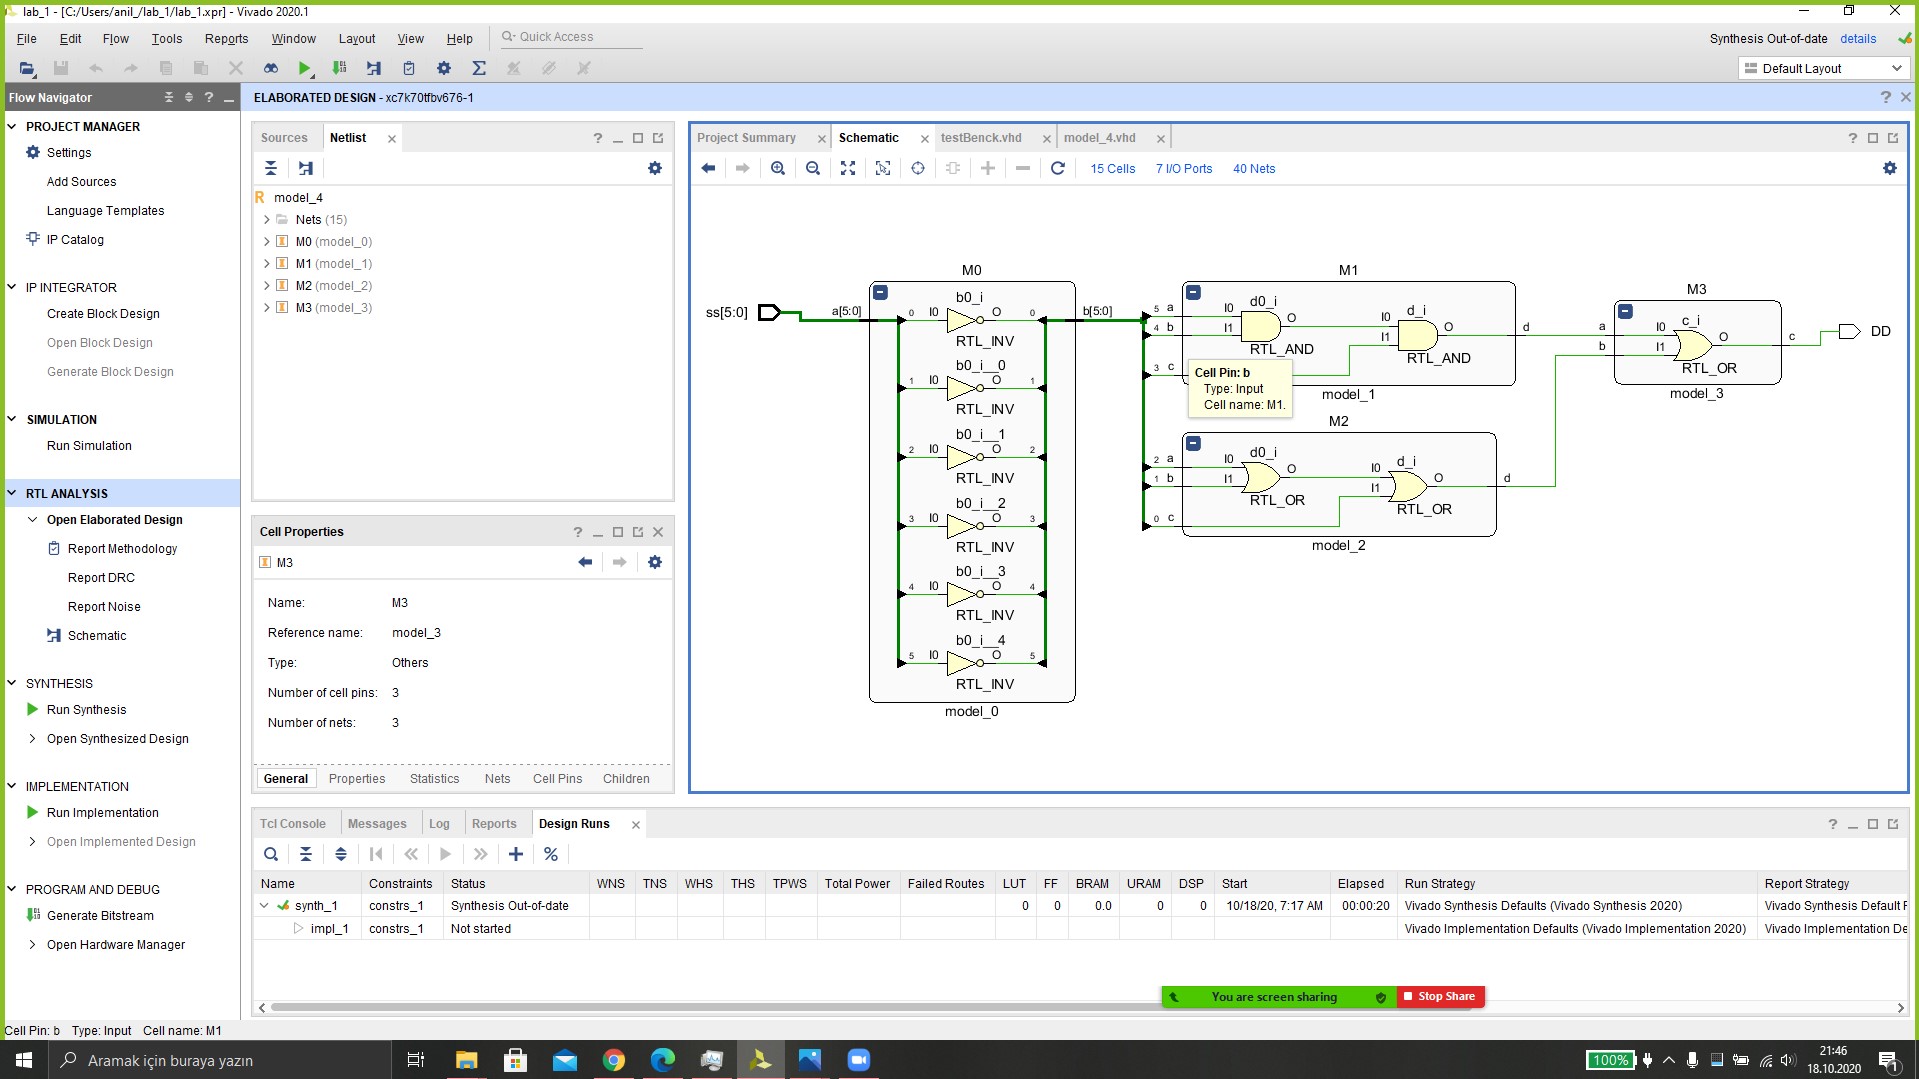 lab_1 - [C:/Users/anil_/lab_1/lab_1.xpr] - Vivado 2020.1
File Edit Flow Tools Reports Window Layout View Help Quick Access
Synthesis Out-of-date details
Default Layout
Flow Navigator
ELABORATED DESIGN - xc7k70tfbv676-1
PROJECT MANAGER
Settings
Add Sources
Language Templates
IP Catalog
IP INTEGRATOR
Create Block Design
Open Block Design
Generate Block Design
SIMULATION
Run Simulation
RTL ANALYSIS
Open Elaborated Design
Report Methodology
Report DRC
Report Noise
Schematic
SYNTHESIS
Run Synthesis
Open Synthesized Design
IMPLEMENTATION
Run Implementation
Open Implemented Design
PROGRAM AND DEBUG
Generate Bitstream
Open Hardware Manager
Sources Netlist
model_4
Nets (15)
M0 (model_0)
M1 (model_1)
M2 (model_2)
M3 (model_3)
Cell Properties
M3
Name: M3
Reference name: model_3
Type: Others
Number of cell pins: 3
Number of nets: 3
General Properties Statistics Nets Cell Pins Children
Project Summary Schematic testBenck.vhd model_4.vhd
15 Cells 7 I/O Ports 40 Nets
ss[5:0]
M0
a[5:0]
b0_i
0 I0 O 0
RTL_INV
b0_i__0
1 I0 O 1
RTL_INV
b0_i__1
2 I0 O 2
RTL_INV
b0_i__2
3 I0 O 3
RTL_INV
b0_i__3
4 I0 O 4
RTL_INV
b0_i__4
5 I0 O 5
RTL_INV
model_0
b[5:0]
M1
5 a I0 d0_i O
4 b I1
RTL_AND
3 c
I0 d_i O d
I1
RTL_AND
model_1
Cell Pin: b
Type: Input
Cell name: M1.
M2
2 a I0 d0_i O
1 b I1
RTL_OR
0 c
I0 d_i O d
I1
RTL_OR
model_2
M3
a I0 c_i O c
b I1
RTL_OR
model_3
DD
Tcl Console Messages Log Reports Design Runs
Name Constraints Status WNS TNS WHS THS TPWS Total Power Failed Routes LUT FF BRAM URAM DSP Start Elapsed Run Strategy Report Strategy
synth_1 constrs_1 Synthesis Out-of-date 0 0 0.0 0 0 10/18/20, 7:17 AM 00:00:20 Vivado Synthesis Defaults (Vivado Synthesis 2020) Vivado Synthesis Default F
impl_1 constrs_1 Not started Vivado Implementation Defaults (Vivado Implementation 2020) Vivado Implementation De
You are screen sharing Stop Share
Cell Pin: b Type: Input Cell name: M1
Aramak için buraya yazın
100%
21:46
18.10.2020
1